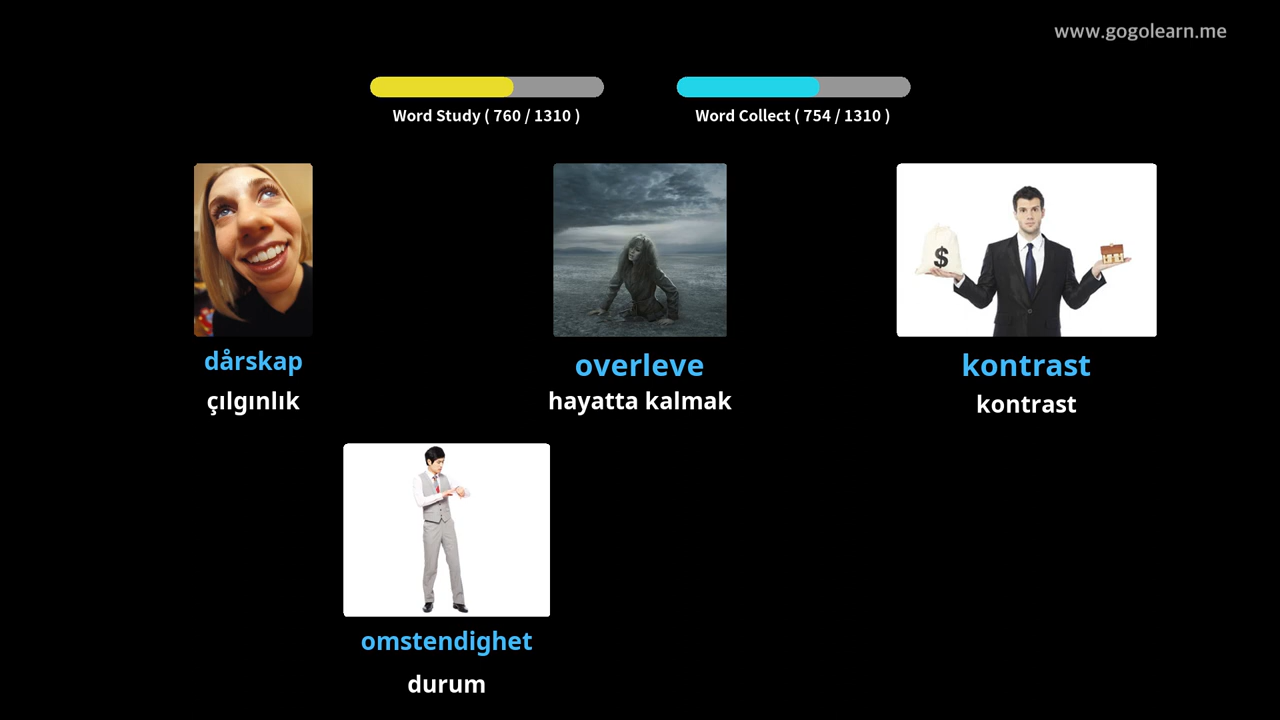 www.gogolearn.me
Word Study ( 760 / 1310 )
Word Collect ( 754 / 1310 )
$
dårskap
çılgınlık
overleve
hayatta kalmak
kontrast
kontrast
omstendighet
durum